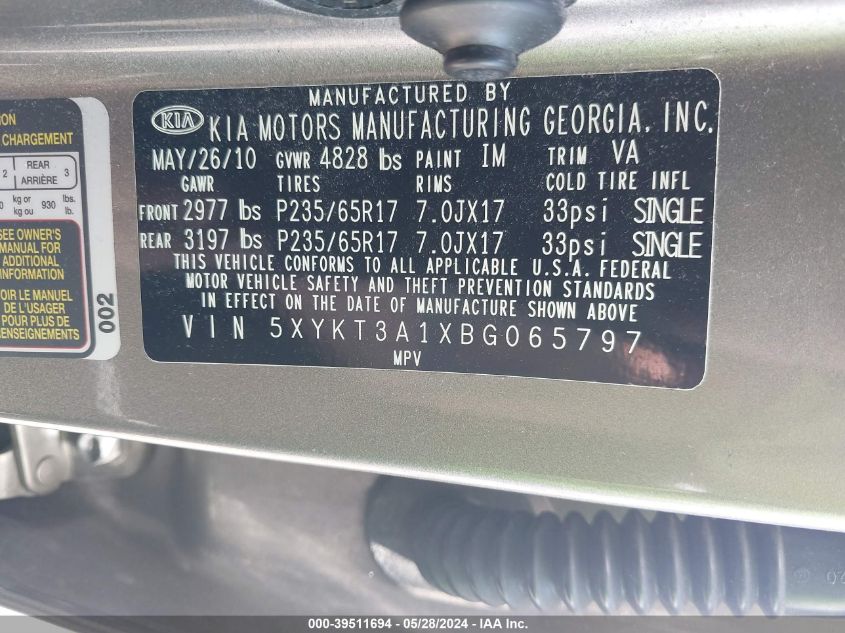 MANUFACTURED BY
KIA KIA MOTORS MANUFACTURING GEORGIA, INC.
MAY/26/10 GVWR 4828 lbs PAINT IM TRIM VA
GAWR TIRES RIMS COLD TIRE INFL
FRONT 2977 lbs P235/65R17 7.0JX17 33psi SINGLE
REAR 3197 lbs P235/65R17 7.0JX17 33psi SINGLE
THIS VEHICLE CONFORMS TO ALL APPLICABLE U.S.A. FEDERAL
MOTOR VEHICLE SAFETY AND THEFT PREVENTION STANDARDS
IN EFFECT ON THE DATE OF MANUFACTURE SHOWN ABOVE
VIN 5XYKT3A1XBG065797
MPV
CHARGEMENT
2 REAR ARRIÈRE 3
kg or kg ou 930 lbs. lb.
SEE OWNER'S
MANUAL FOR
ADDITIONAL
INFORMATION
LE MANUEL
DE L'USAGER
POUR PLUS DE
RENSEIGNEMENTS
002
000-39511694 - 05/28/2024 - IAA Inc.